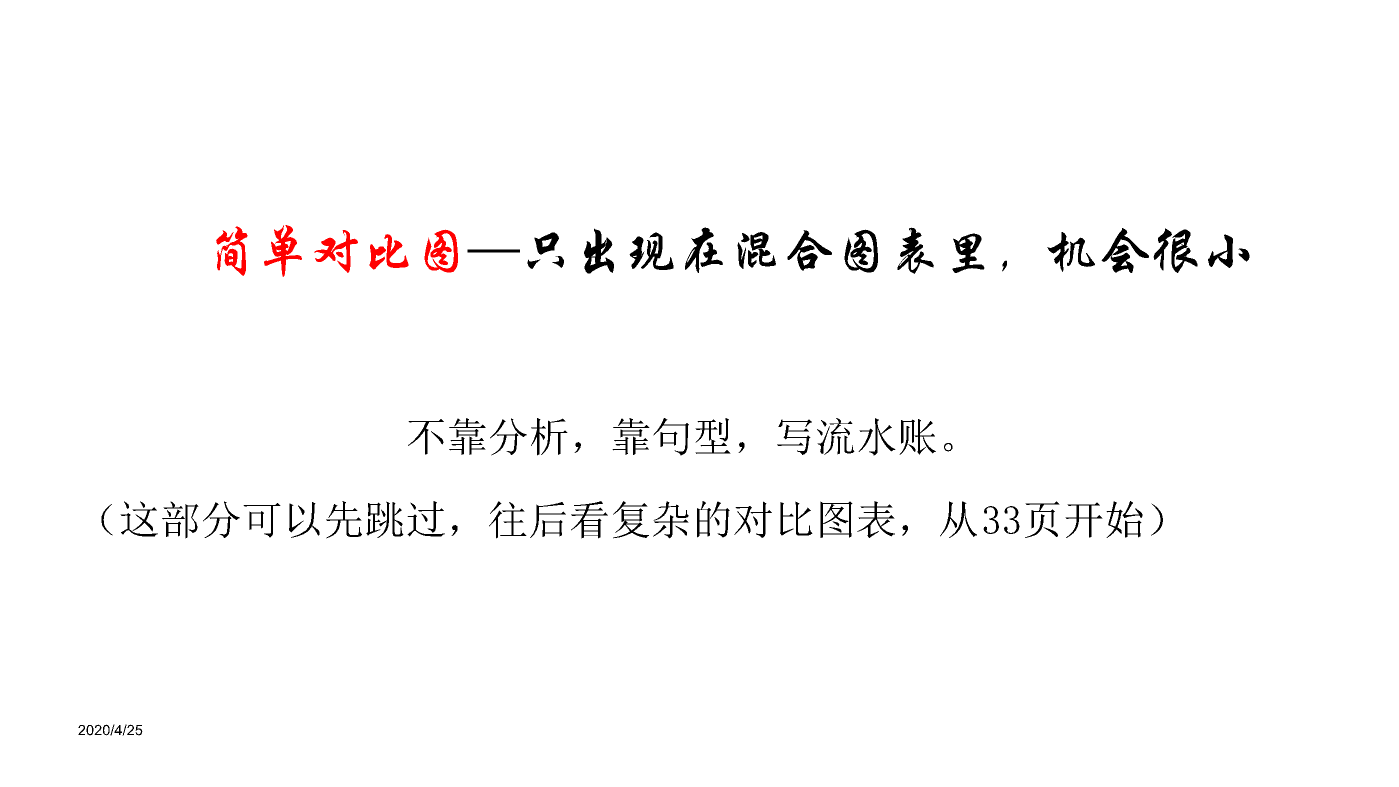 简单对比图—只出现在混合图表里，机会很小
不靠分析，靠句型，写流水账。
（这部分可以先跳过，往后看复杂的对比图表，从33页开始）
2020/4/25